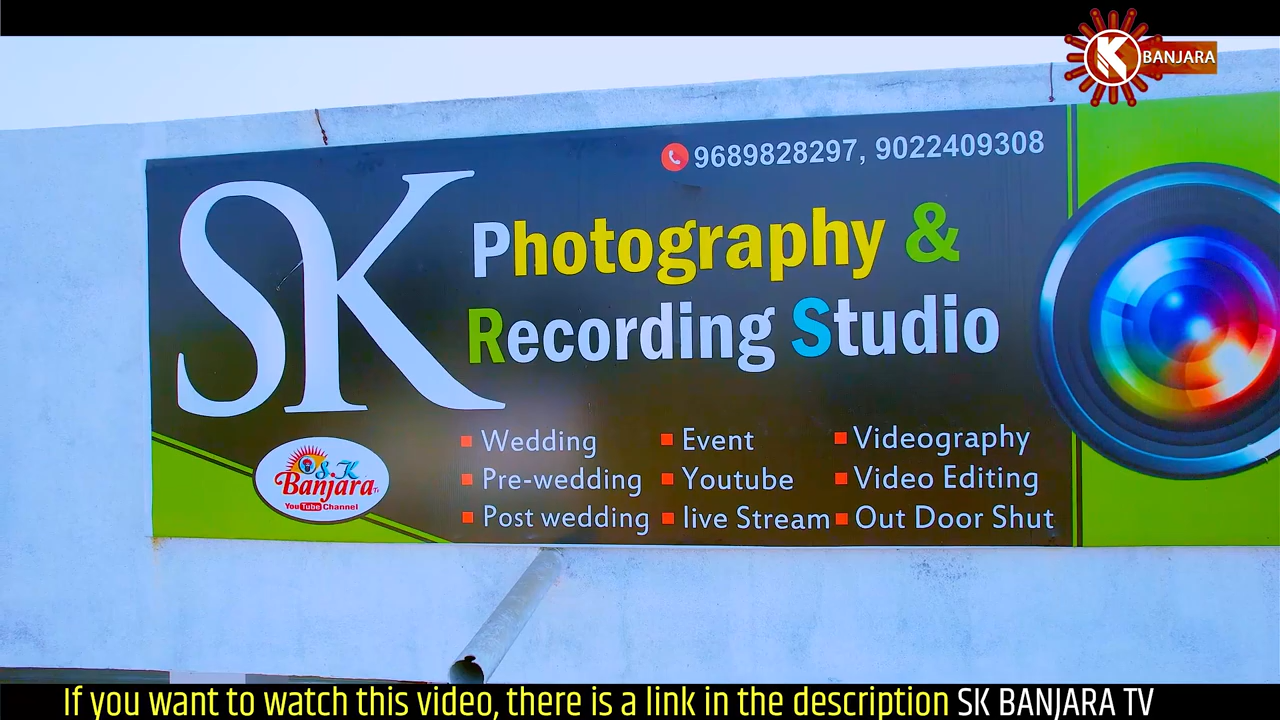 K BANJARA
9689828297, 9022409308
SK Photography &
Recording Studio
Wedding
Pre-wedding
Post wedding
Event
Youtube
live Stream
Videography
Video Editing
Out Door Shut
S.K
Banjara Tv
YouTube Channel
If you want to watch this video, there is a link in the description SK BANJARA TV